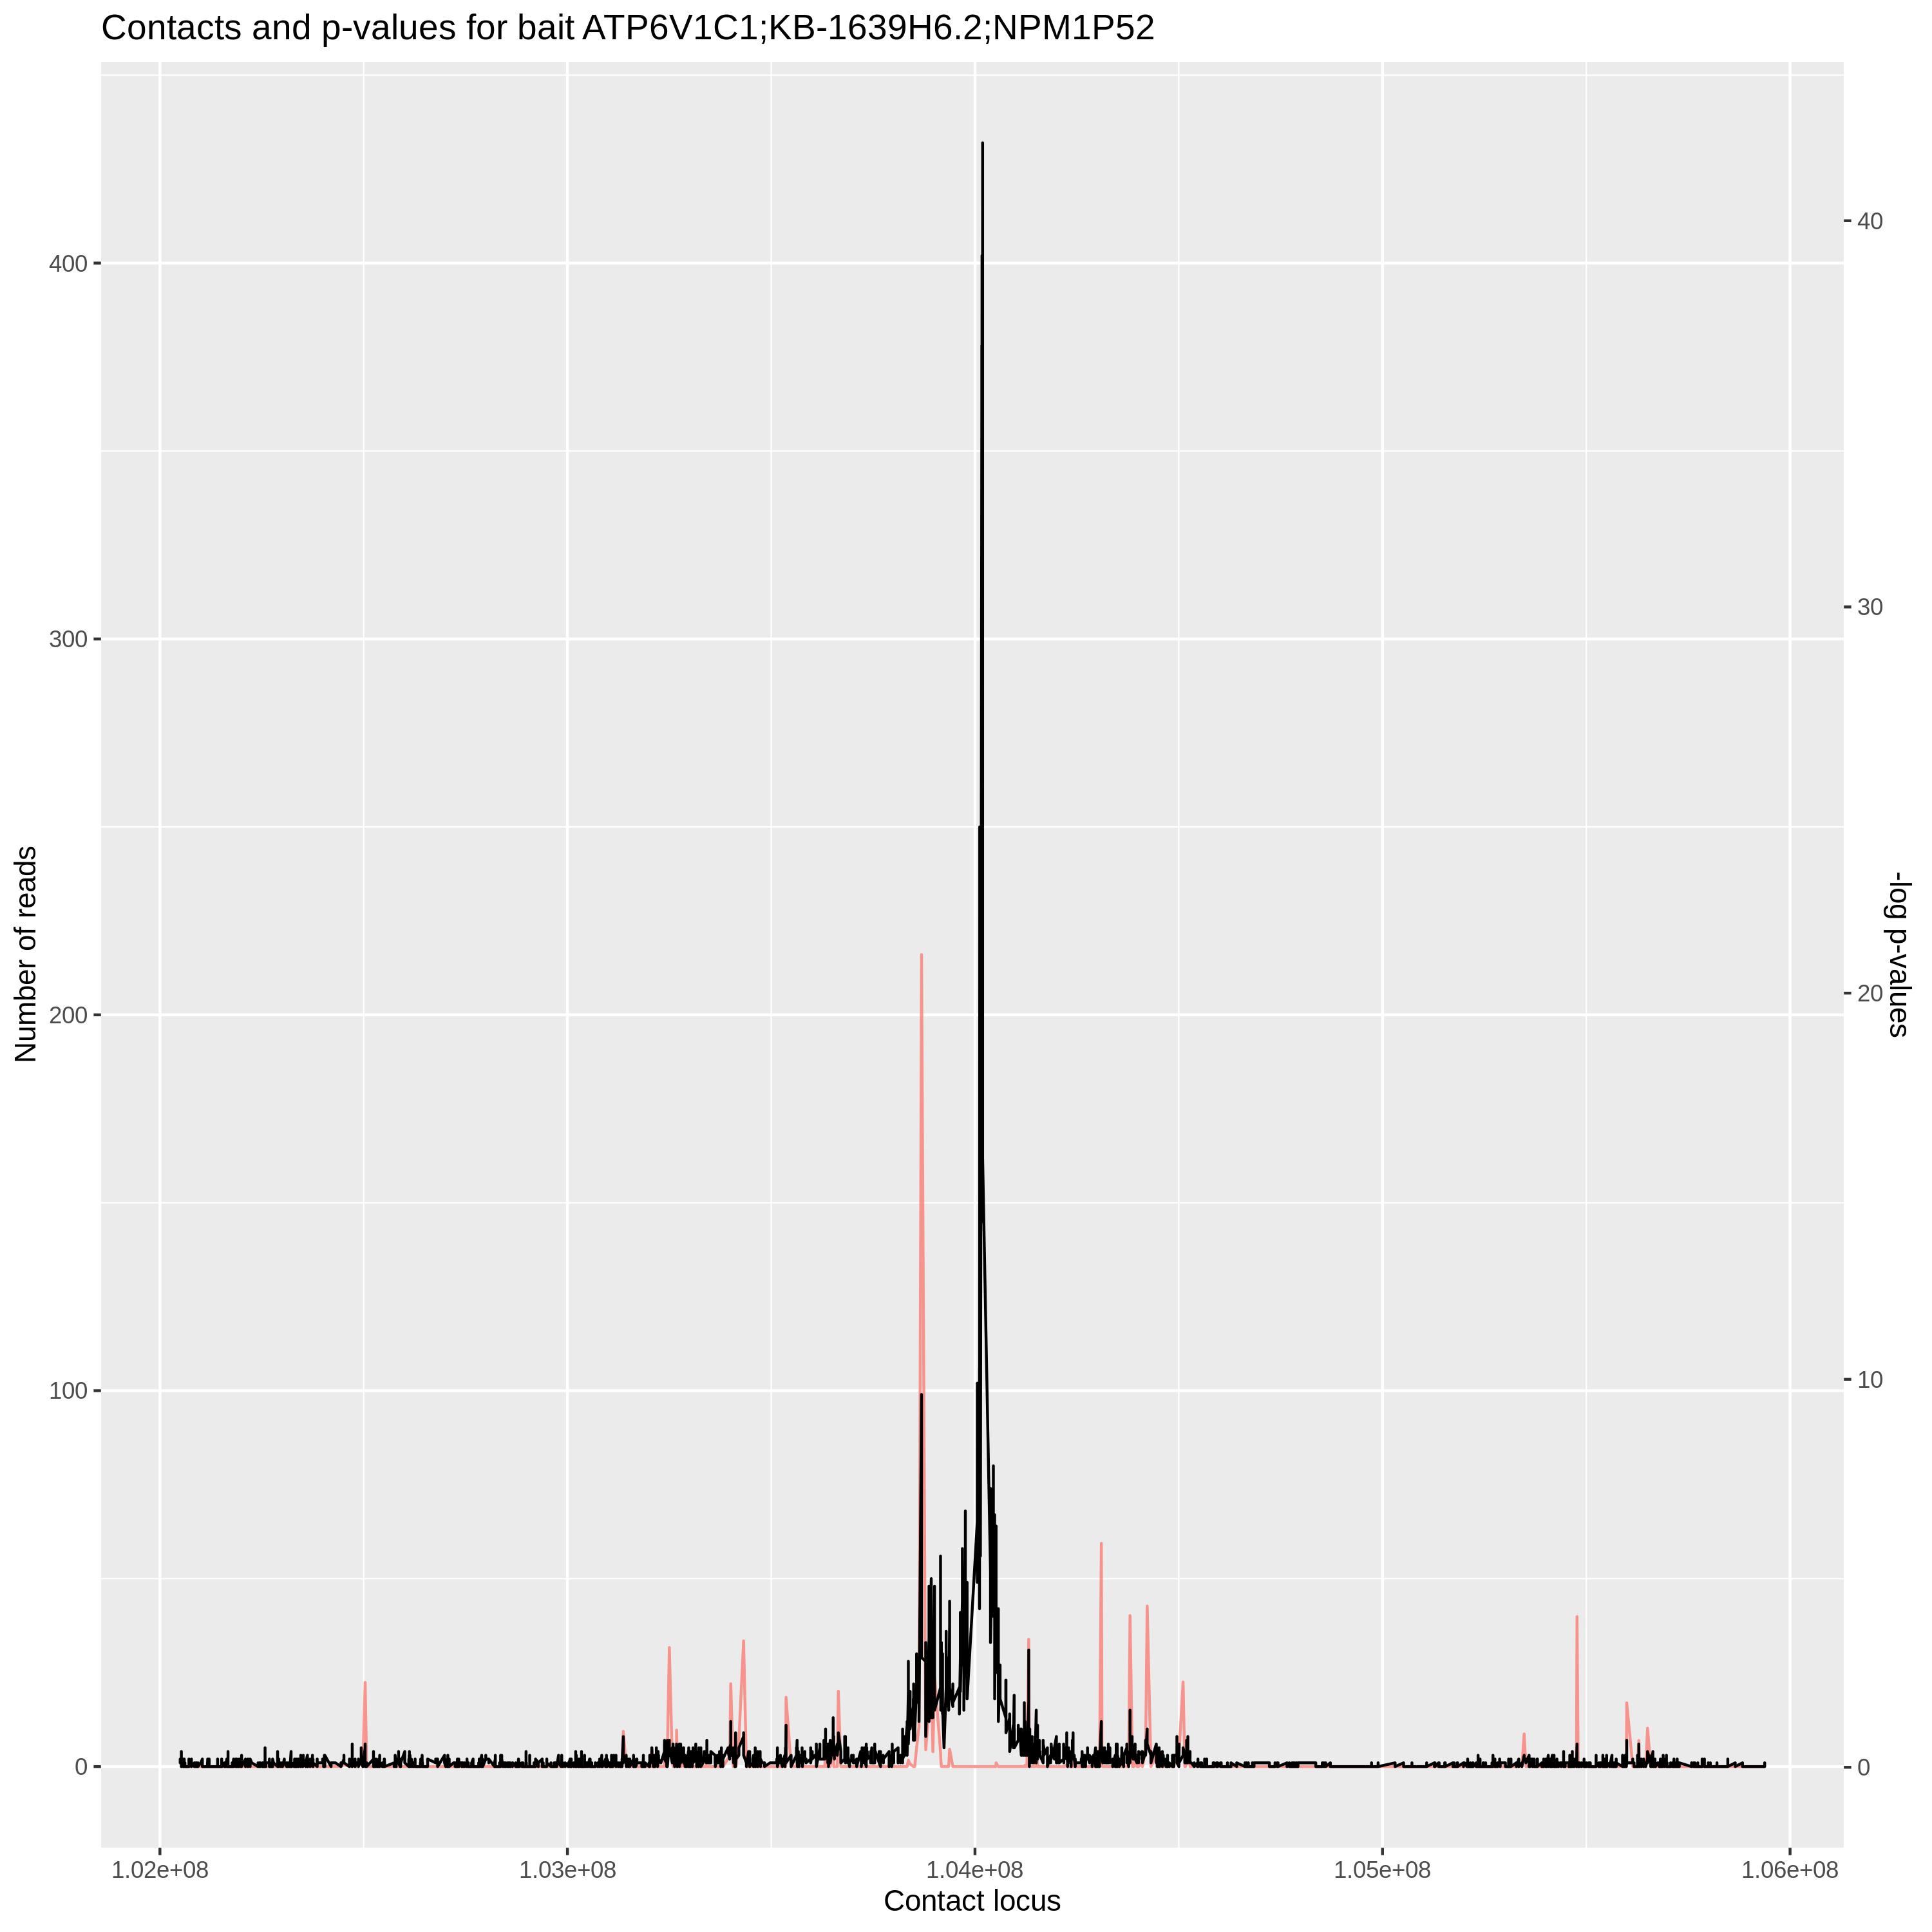 Contacts and p-values for bait ATP6V1C1;KB-1639H6.2;NPM1P52
400
300
200
100
0
Number of reads
40
30
20
10
0
-log p-values
1.02e+08 1.03e+08 1.04e+08 1.05e+08 1.06e+08
Contact locus